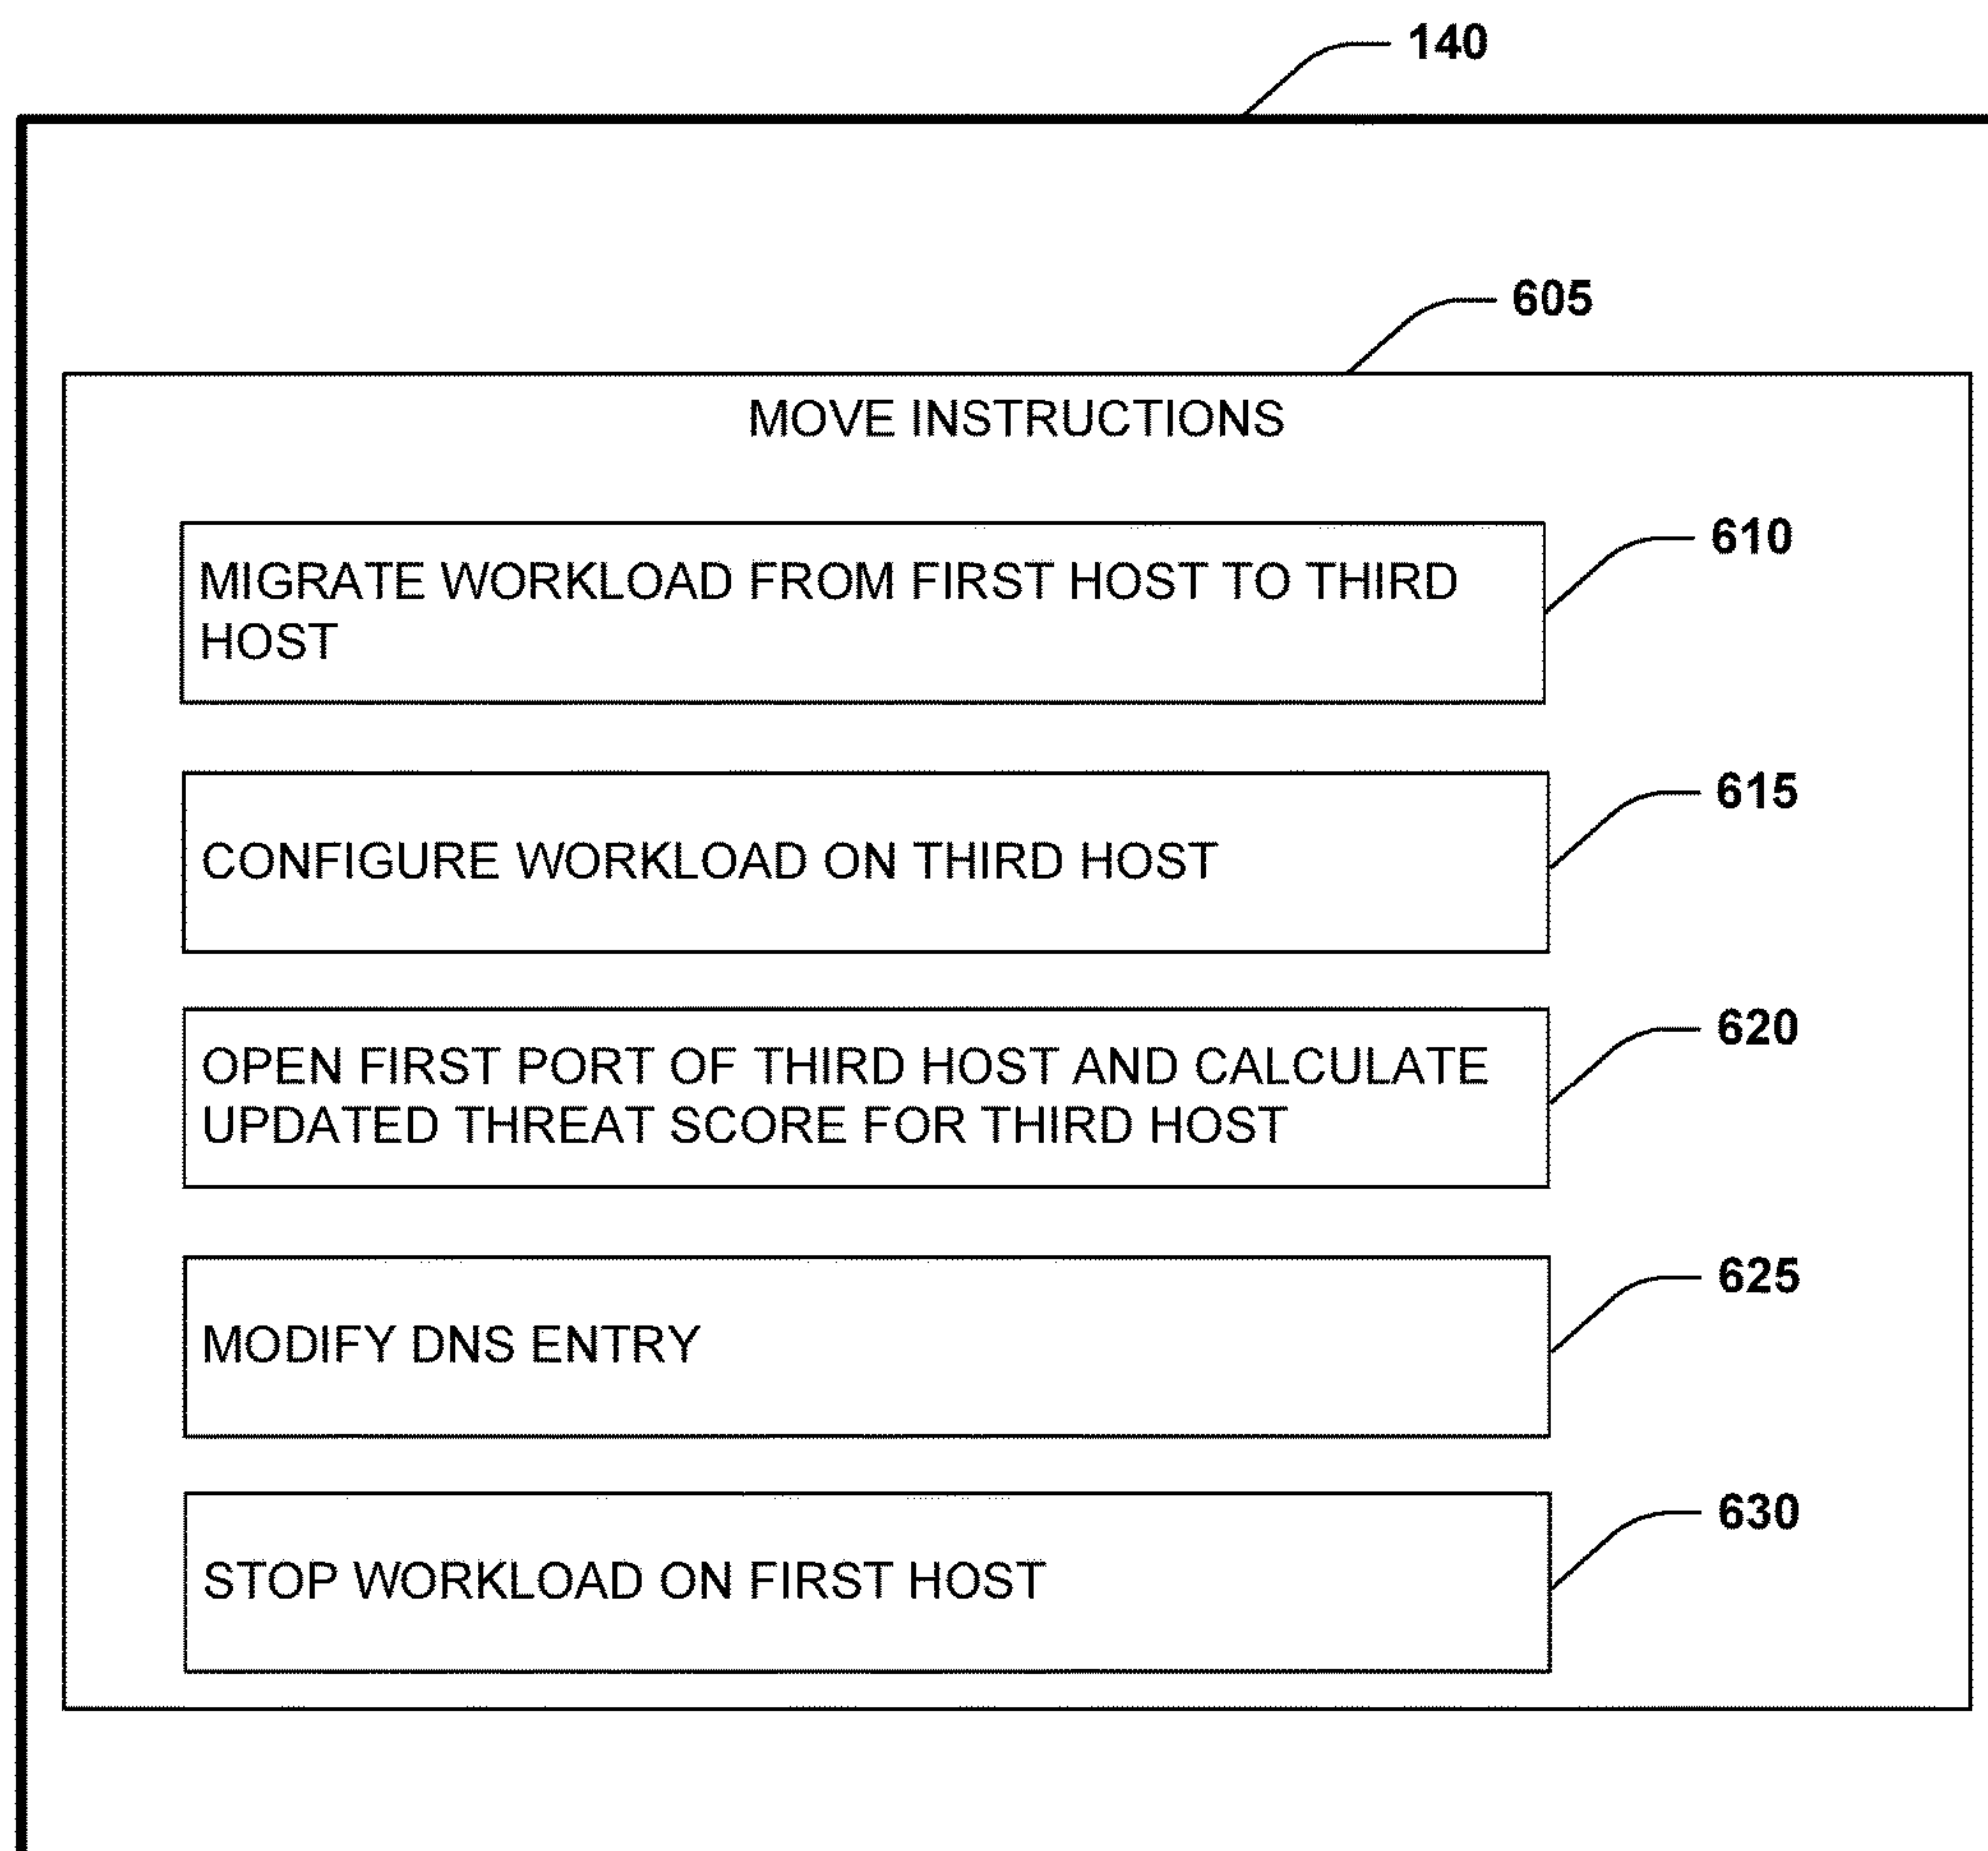 140
605
MOVE INSTRUCTIONS
610
MIGRATE WORKLOAD FROM FIRST HOST TO THIRD
HOST
615
CONFIGURE WORKLOAD ON THIRD HOST
620
OPEN FIRST PORT OF THIRD HOST AND CALCULATE
UPDATED THREAT SCORE FOR THIRD HOST
625
MODIFY DNS ENTRY
630
STOP WORKLOAD ON FIRST HOST